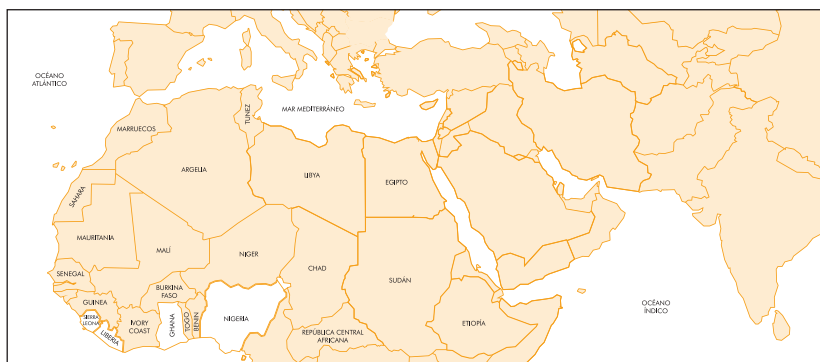 OCÉANO
ATLÁNTICO
MAR MEDITERRÁNEO
TUNEZ
MARRUECOS
ARGELIA
LIBYA
EGIPTO
SAHARA
MAURITANIA
MALÍ
NIGER
CHAD
SUDÁN
SENEGAL
BURKINA
FASO
GUINEA
SIERRA
LEONA
LIBERIA
IVORY
COAST
GHANA
TOGO
BENIN
NIGERIA
REPÚBLICA CENTRAL
AFRICANA
ETIOPÍA
OCÉANO
ÍNDICO